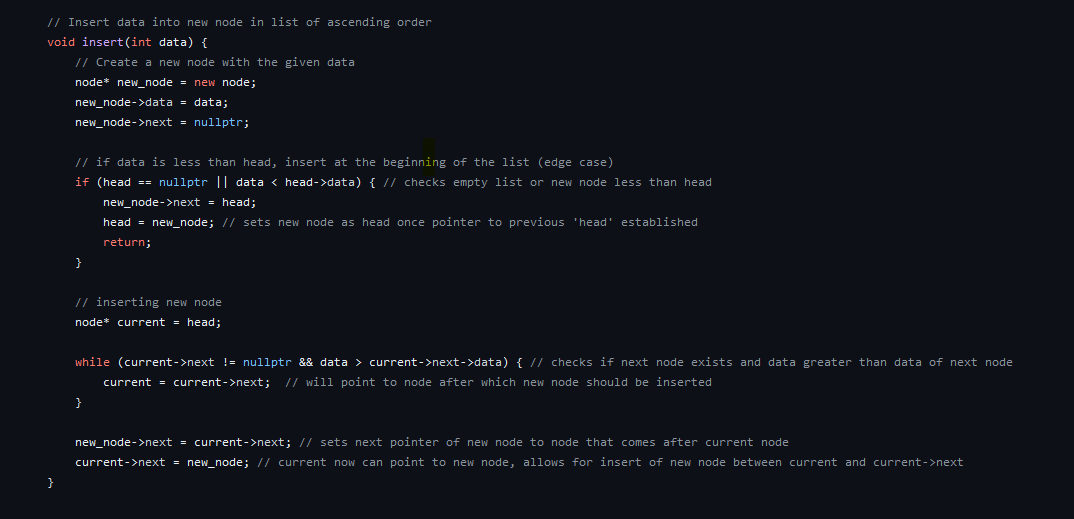 // Insert data into new node in list of ascending order
void insert(int data) {
// Create a new node with the given data
node* new_node = new node;
new_node->data = data;
new_node->next = nullptr;
// if data is less than head, insert at the beginning of the list (edge case)
if (head == nullptr || data < head->data) { // checks empty list or new node less than head
new_node->next = head;
head = new_node; // sets new node as head once pointer to previous 'head' established
return;
}
// inserting new node
node* current = head;
while (current->next != nullptr && data > current->next->data) { // checks if next node exists and data greater than data of next node
current = current->next;  // will point to node after which new node should be inserted
}
new_node->next = current->next; // sets next pointer of new node to node that comes after current node
current->next = new_node; // current now can point to new node, allows for insert of new node between current and current->next
}